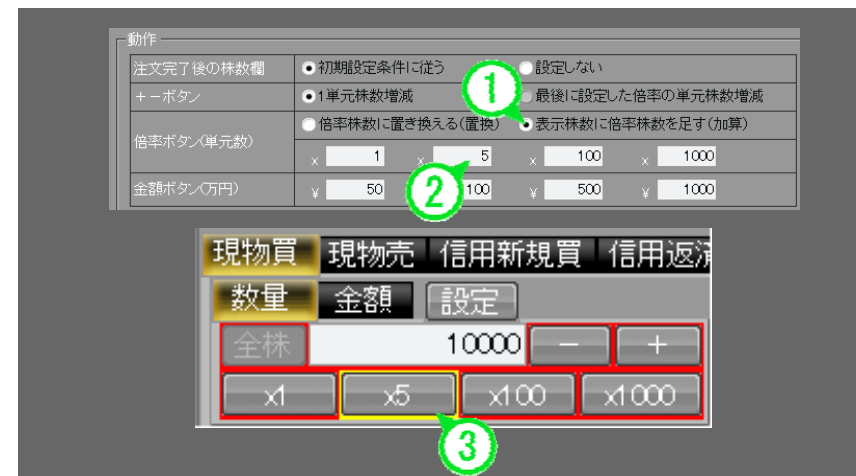 動作
注文完了後の株数欄 初期設定条件に従う 設定しない
+-ボタン 1単元株数増減 最後に設定した倍率の単元株数増減
1
倍率ボタン(単元数) 倍率株数に置き換える(置換) 表示株数に倍率株数を足す(加算)
x 1 x 5 x 100 x 1000
金額ボタン(万円) ¥ 50 100 ¥ 500 ¥ 1000
2
現物買 現物売 信用新規買 信用返済
数量 金額 設定
全株 10000 - +
x1 x5 x100 x1000
3